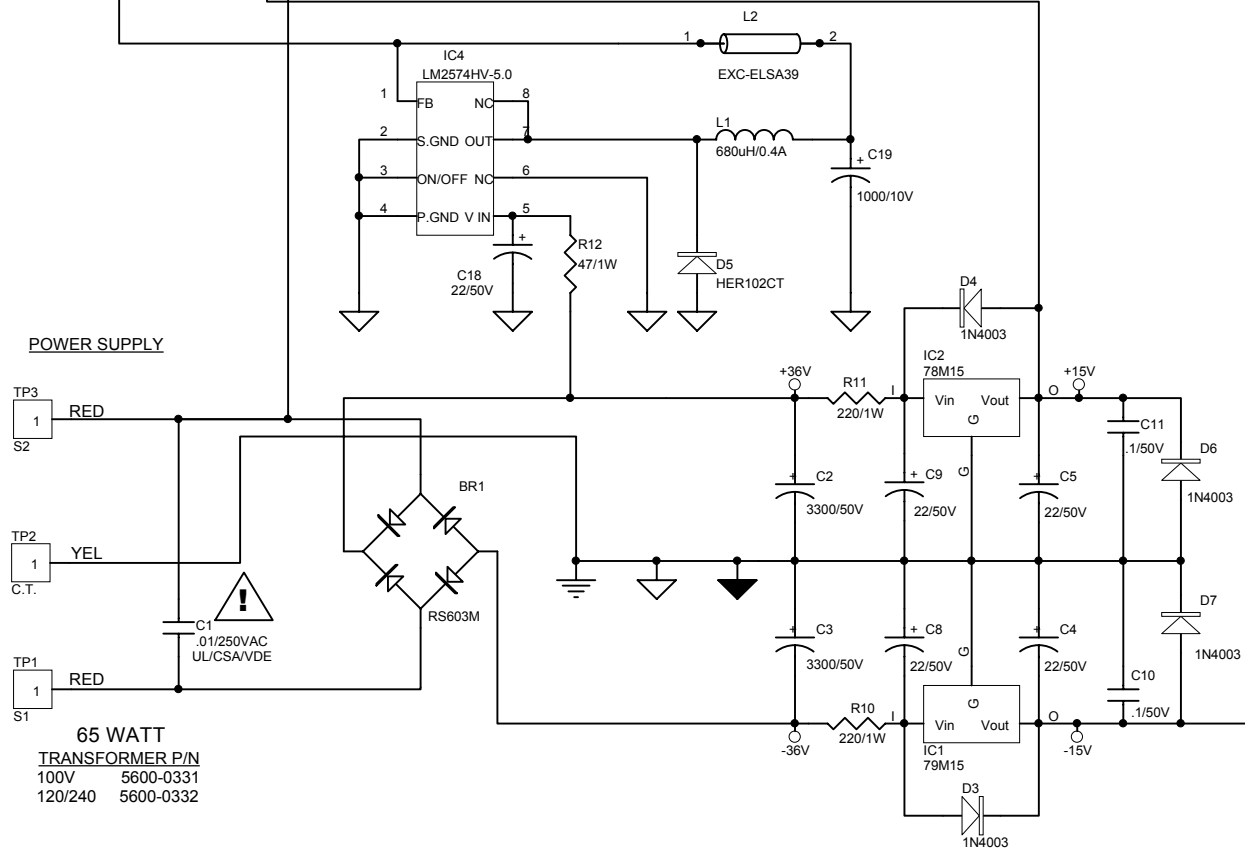 L2
1
2
EXC-ELSA39
IC4
LM2574HV-5.0
1
FB
NC
8
2
S.GND
OUT
7
3
ON/OFF
NC
6
4
P.GND
V IN
5
L1
680uH/0.4A
+
C19
1000/10V
+
C18
22/50V
R12
47/1W
D5
HER102CT
D4
1N4003
POWER SUPPLY
TP3
1
S2
RED
+36V
R11
220/1W
I
IC2
78M15
Vin
Vout
G
G
O
+15V
C11
.1/50V
D6
1N4003
+
C2
3300/50V
+
C9
22/50V
+
C5
22/50V
BR1
RS603M
TP2
1
C.T.
YEL
!
C1
.01/250VAC
UL/CSA/VDE
+
C3
3300/50V
+
C8
22/50V
+
C4
22/50V
D7
1N4003
C10
.1/50V
TP1
1
S1
RED
-36V
R10
220/1W
I
G
G
Vin
Vout
IC1
79M15
O
-15V
D3
1N4003
65 WATT
TRANSFORMER P/N
100V 5600-0331
120/240 5600-0332